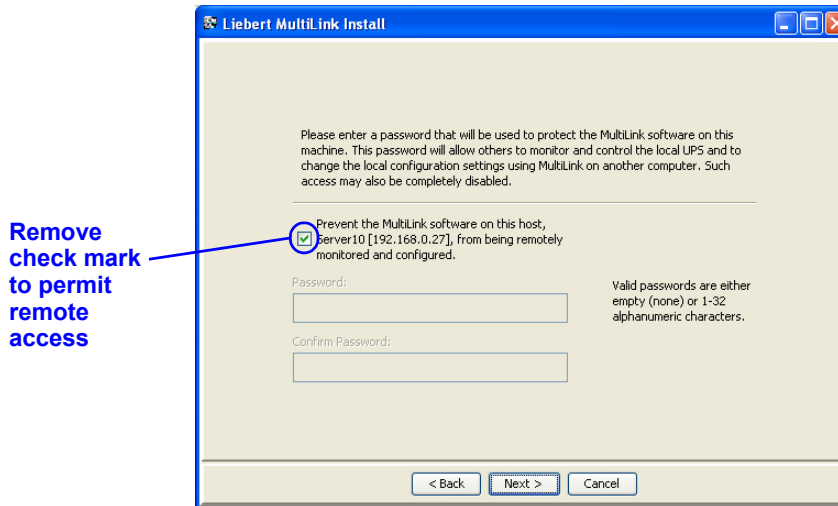 Liebert MultiLink Install
Please enter a password that will be used to protect the MultiLink software on this
machine. This password will allow others to monitor and control the local UPS and to
change the local configuration settings using MultiLink on another computer. Such
access may also be completely disabled.
Remove
check mark
to permit
remote
access
Prevent the MultiLink software on this host,
Server10 [192.168.0.27], from being remotely
monitored and configured.
Password:
Valid passwords are either
empty (none) or 1-32
alphanumeric characters.
Confirm Password:
< Back Next > Cancel